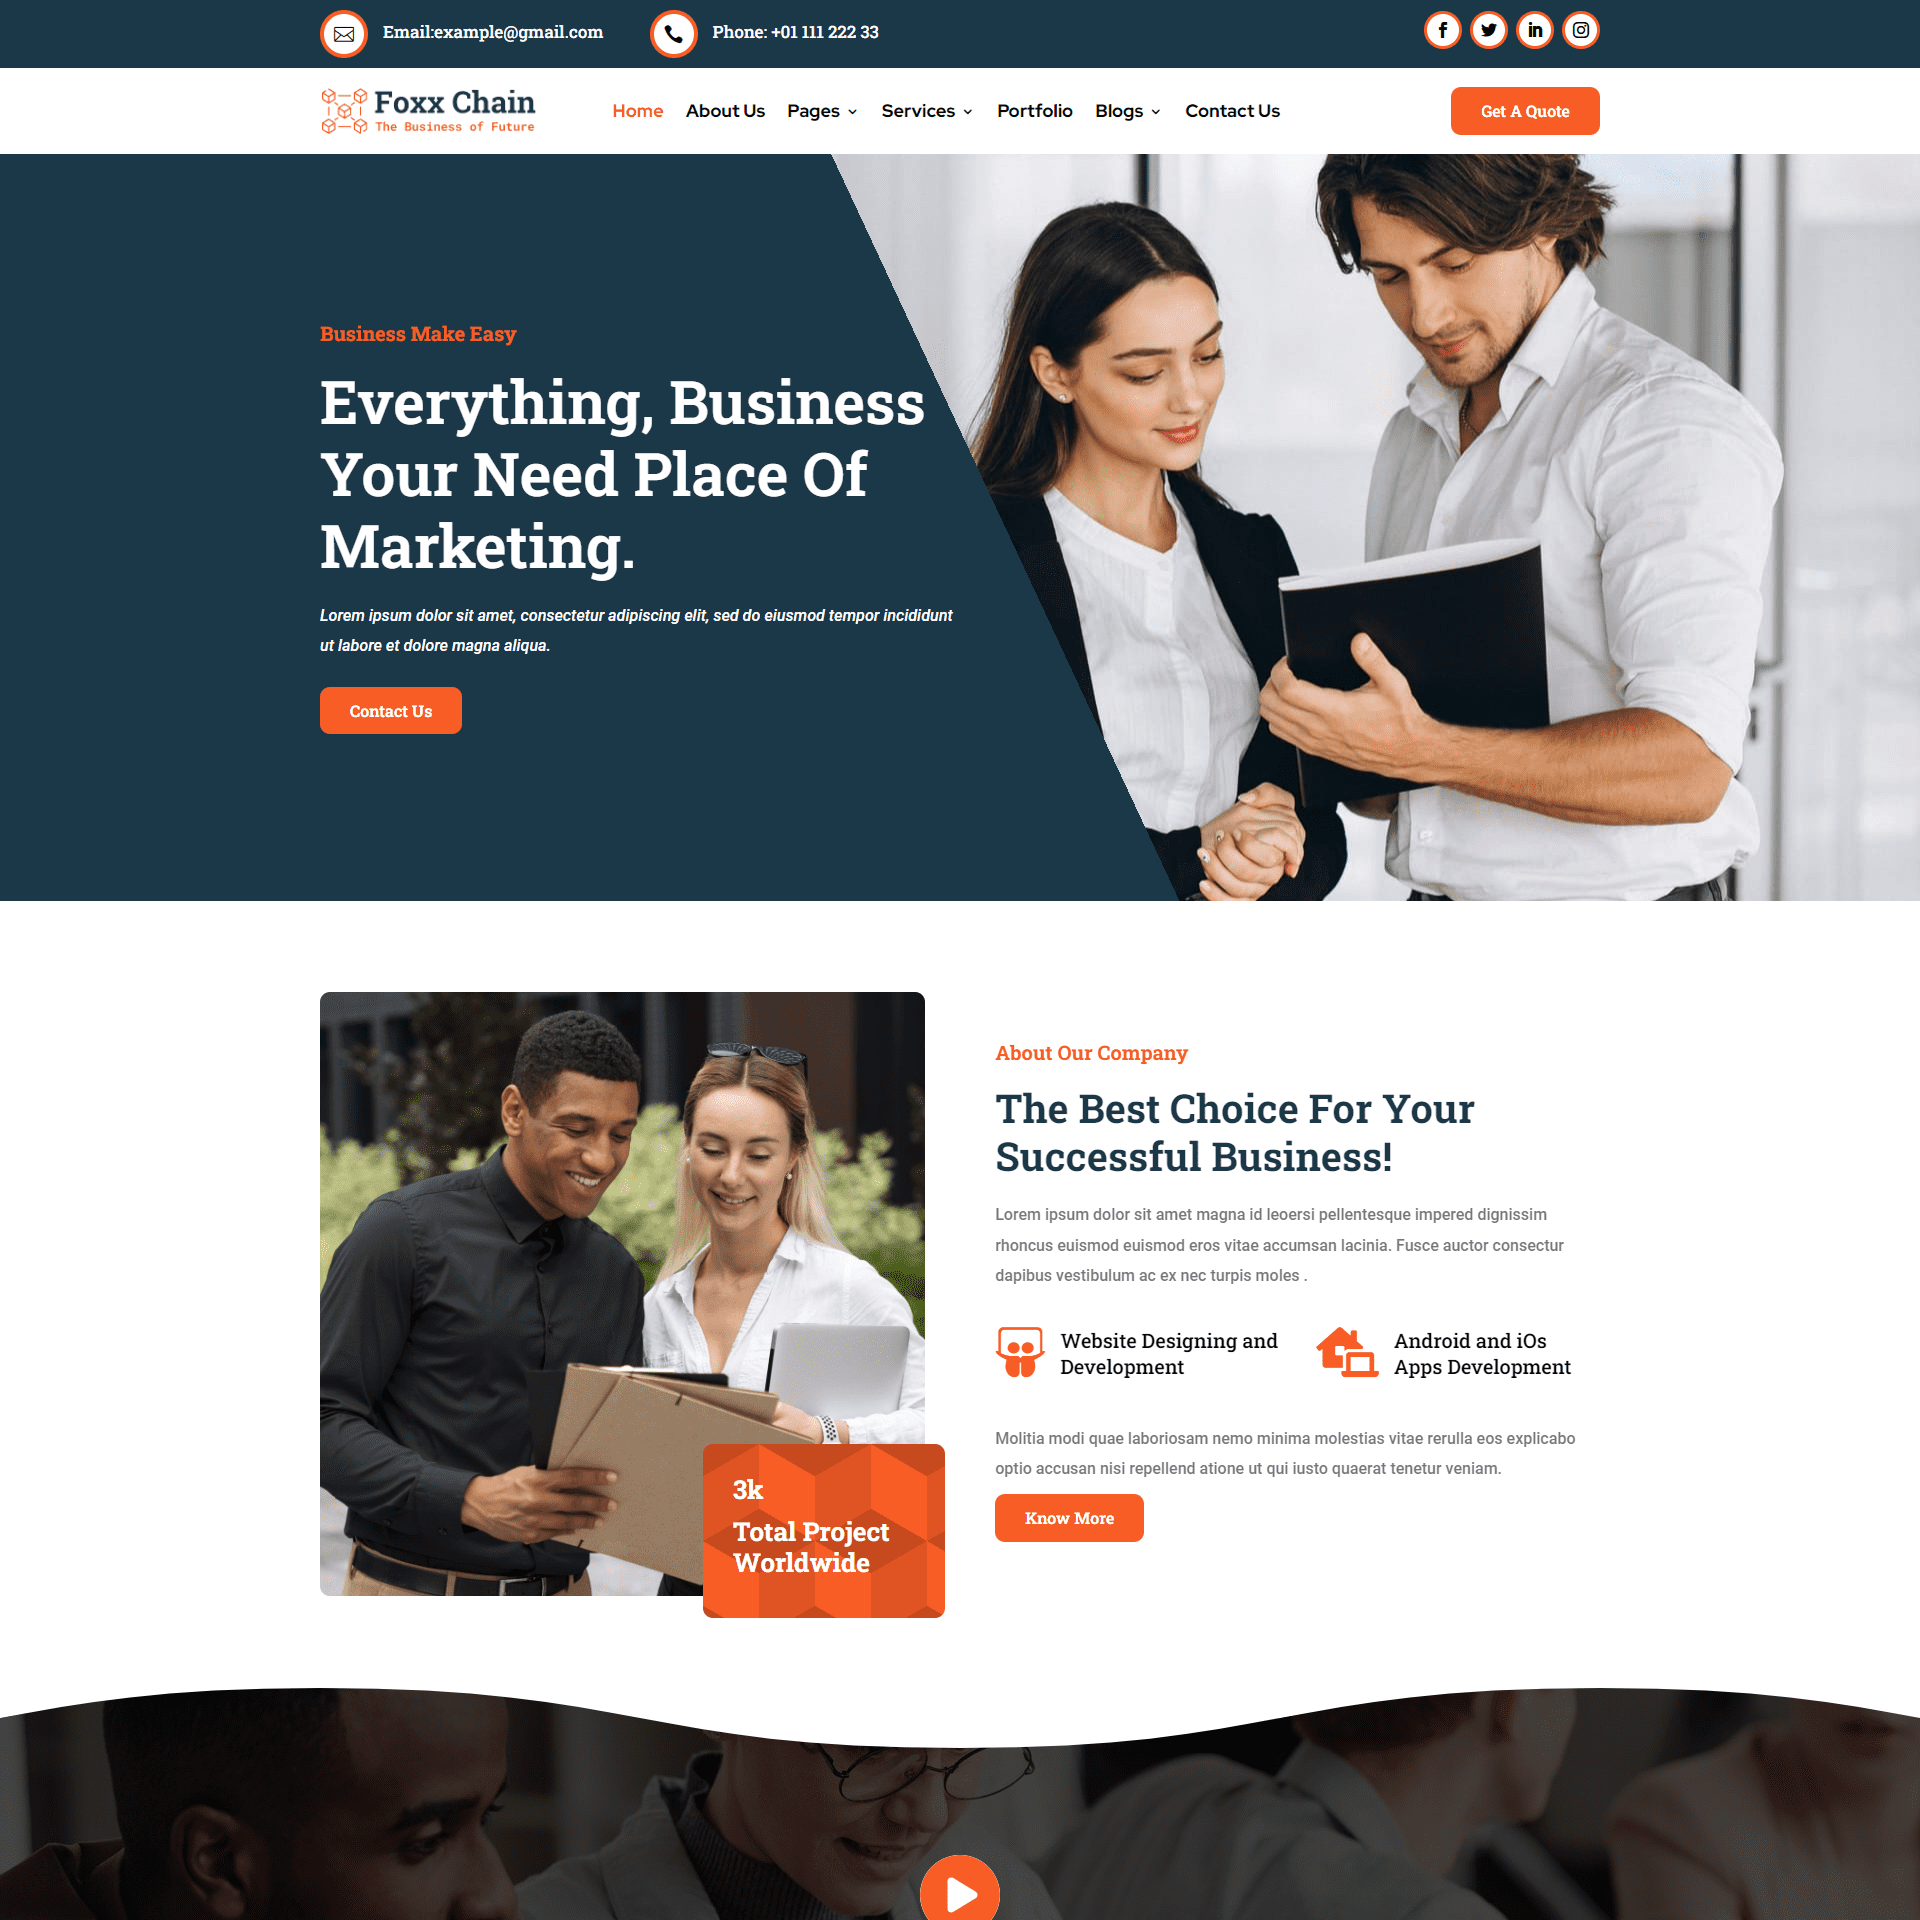 Email:example@gmail.com
Phone: +01 111 222 33
Foxx Chain
The Business of Future
Home
About Us
Pages
Services
Portfolio
Blogs
Contact Us
Get A Quote
Business Make Easy
Everything, Business
Your Need Place Of
Marketing.
Lorem ipsum dolor sit amet, consectetur adipiscing elit, sed do eiusmod tempor incididunt
ut labore et dolore magna aliqua.
Contact Us
About Our Company
The Best Choice For Your
Successful Business!
Lorem ipsum dolor sit amet magna id leoersi pellentesque impered dignissim
rhoncus euismod euismod eros vitae accumsan lacinia. Fusce auctor consectur
dapibus vestibulum ac ex nec turpis moles .
Website Designing and
Development
Android and iOs
Apps Development
Molitia modi quae laboriosam nemo minima molestias vitae rerulla eos explicabo
optio accusan nisi repellend atione ut qui iusto quaerat tenetur veniam.
Know More
3k
Total Project
Worldwide